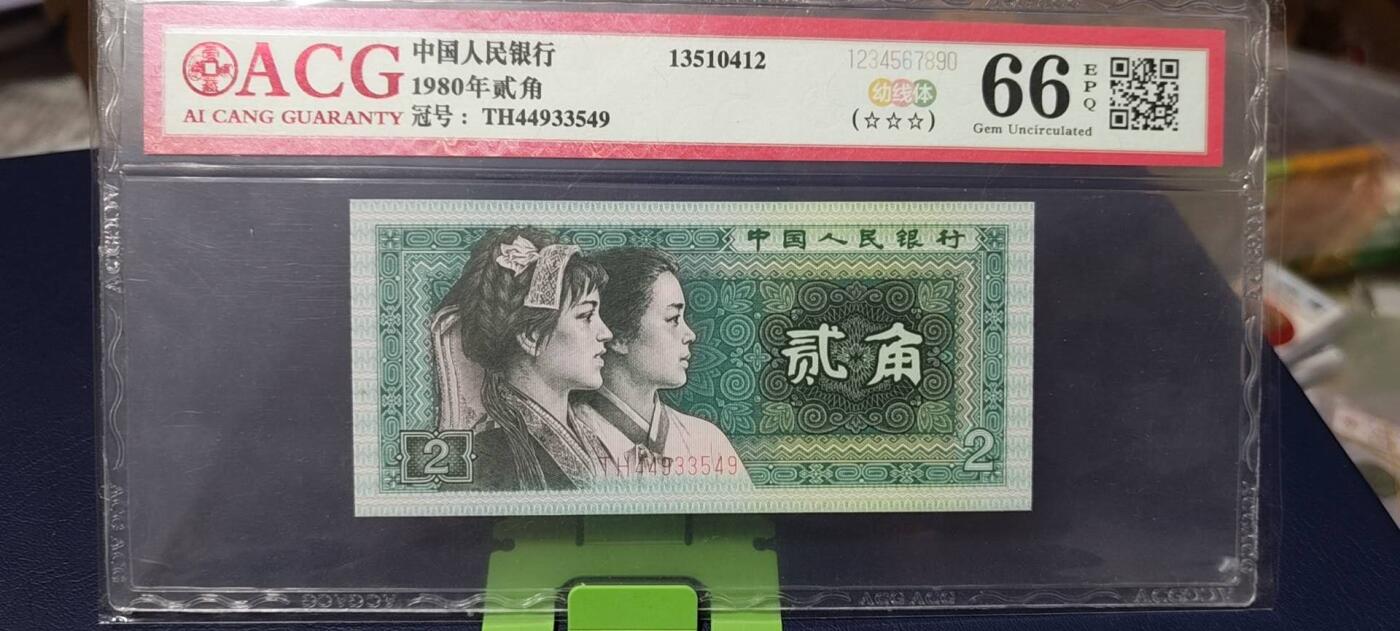 ACG
AI CANG GUARANTY
中国人民银行
1980年贰角
冠号：TH44933549
13510412
1234567890
幼线体
(☆☆☆)
66
EPQ
Gem Uncirculated
中国人民银行
贰角
2
TH44933549
2